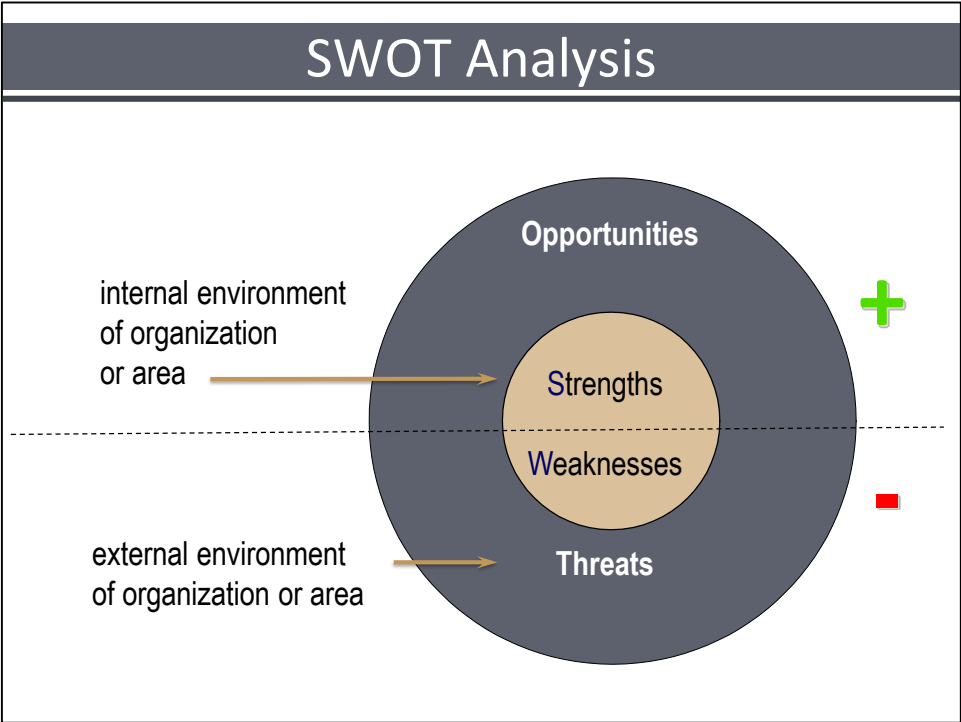 SWOT Analysis
Opportunities
internal environment
of organization
or area
+
Strengths
Weaknesses
-
external environment
of organization or area
Threats